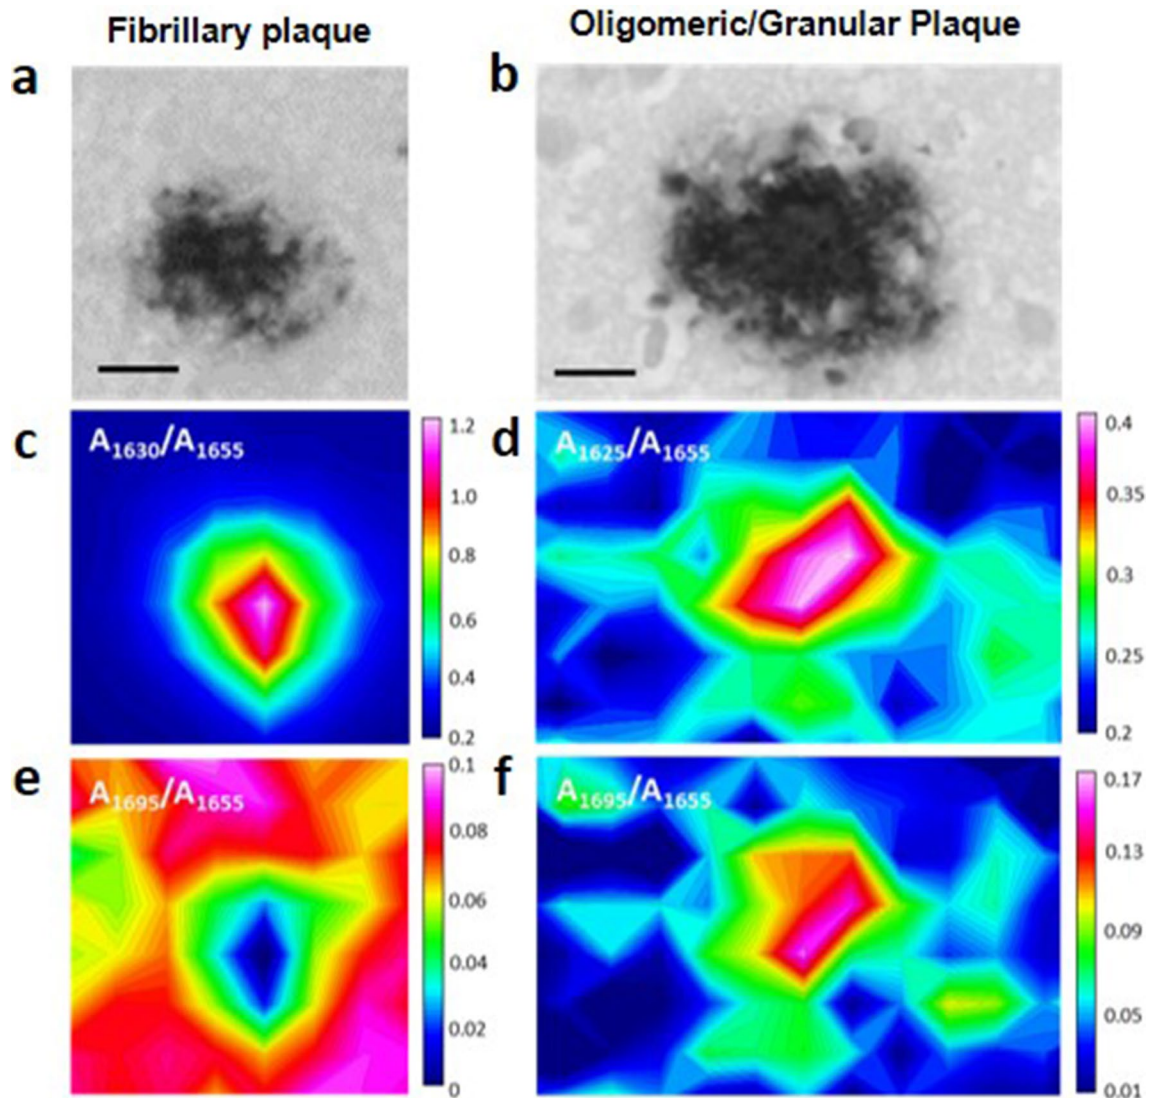 Fibrillary plaque
Oligomeric/Granular Plaque
a
b
c
A1630/A1655
1.2
1.0
0.8
0.6
0.4
0.2
d
A1625/A1655
0.4
0.35
0.3
0.25
0.2
e
A1695/A1655
0.1
0.08
0.06
0.04
0.02
0
f
A1695/A1655
0.17
0.13
0.09
0.05
0.01